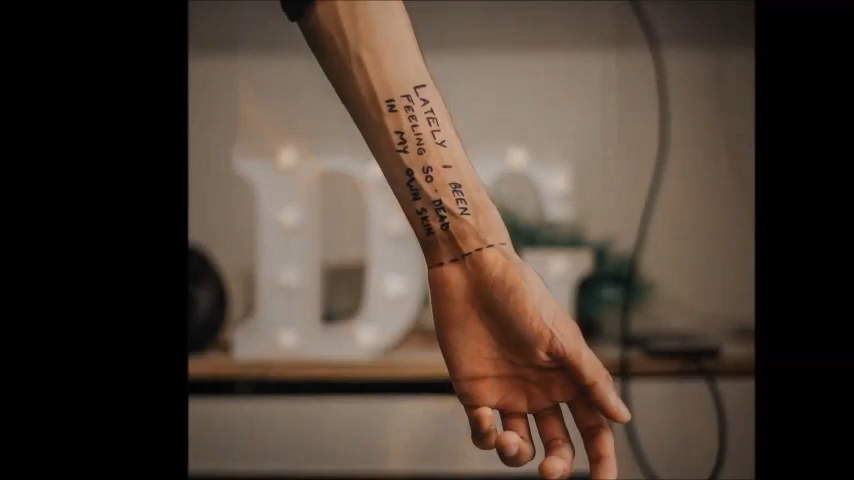 LATELY I BEEN
FEELING SO DEAD
IN MY OWN SKIN
D